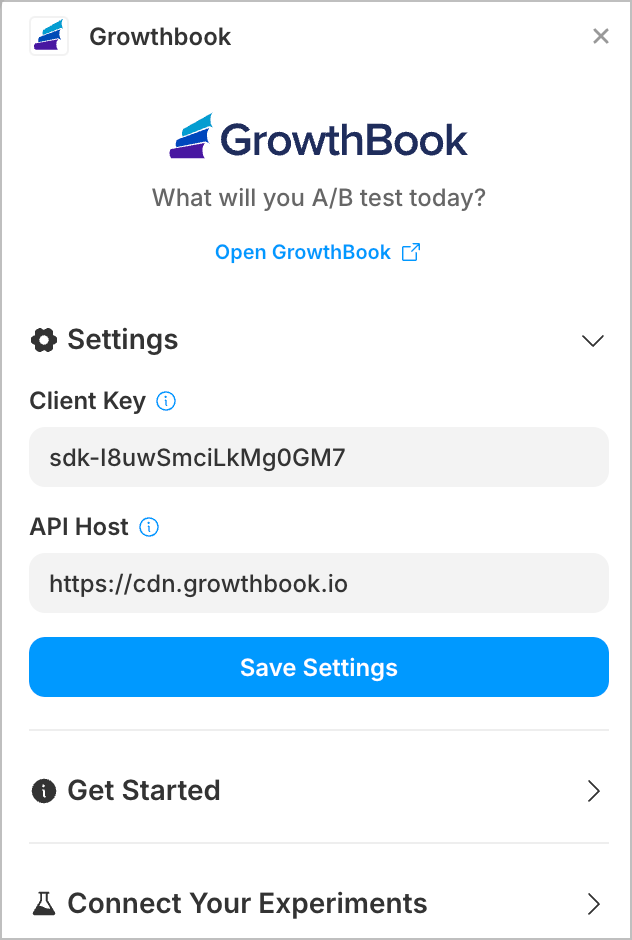 Growthbook
GrowthBook
What will you A/B test today?
Open GrowthBook
Settings
Client Key
sdk-I8uwSmciLkMg0GM7
API Host
https://cdn.growthbook.io
Save Settings
Get Started
Connect Your Experiments